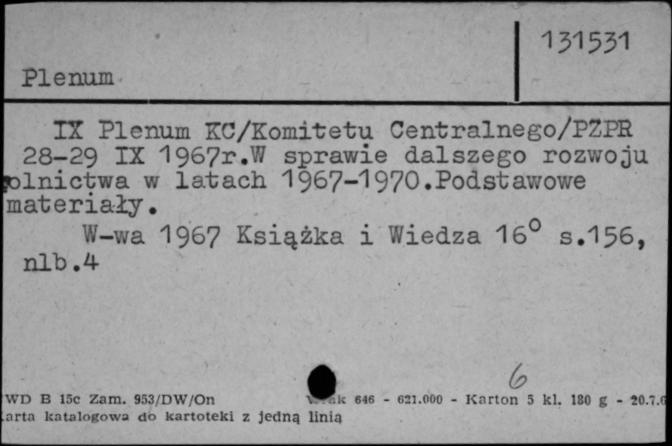 131531
Plenum
IX Plenum KC/Komitetu Centralnego/PZPR
28-29 IX 1967r.W sprawie dalszego rozwoju
rolnictwa w latach 1967-1970.Podstawowe
materiały.
W-wa 1967 Książka i Wiedza 16° s.156,
nlb.4
6
WD B 15c Zam. 953/DW/On 646 - 621.000 - Karton 5 kl. 180 g - 20.7.6
arta katalogowa do kartoteki z jedną linią